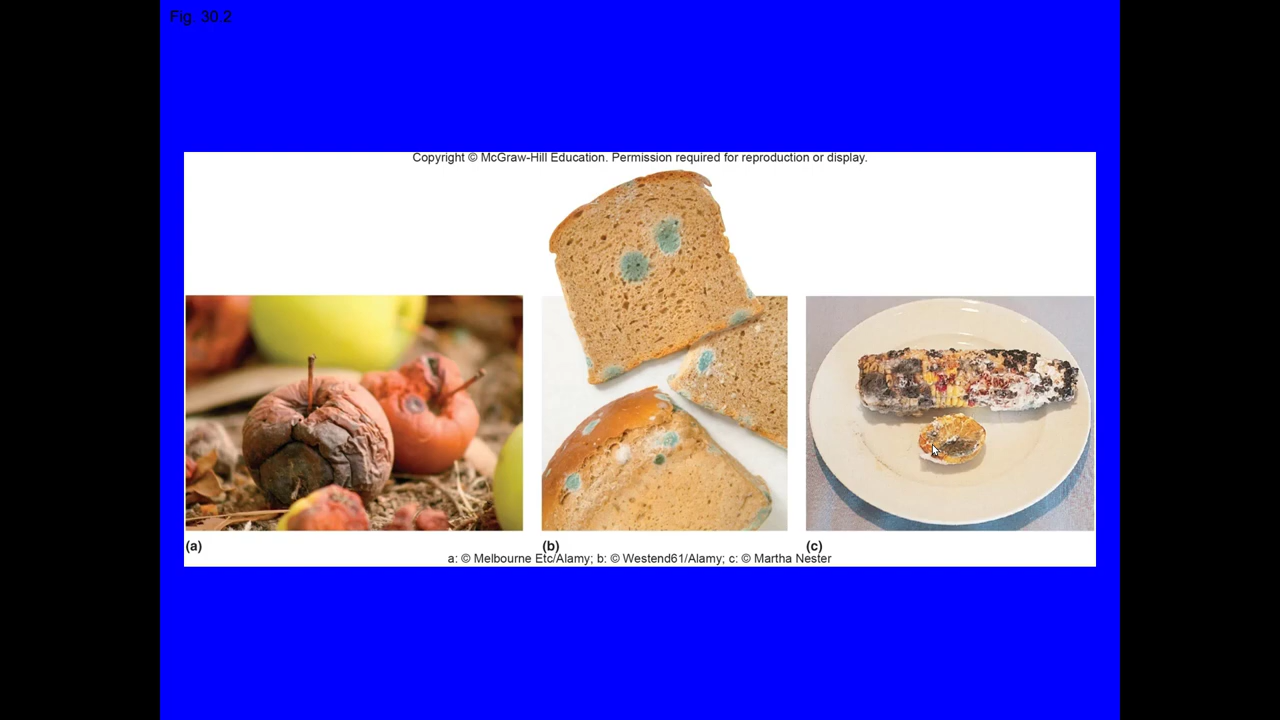 Fig. 30.2
Copyright © McGraw-Hill Education. Permission required for reproduction or display.
(a)
(b)
(c)
a: © Melbourne Etc/Alamy; b: © Westend61/Alamy; c: © Martha Nester